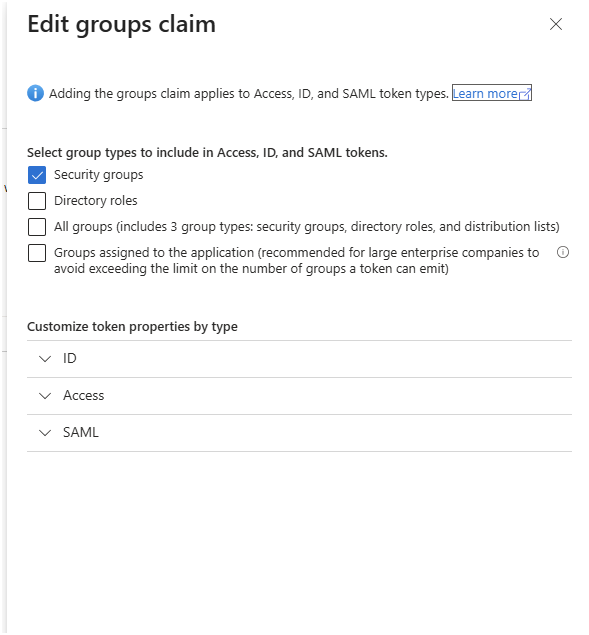 Edit groups claim
Adding the groups claim applies to Access, ID, and SAML token types. Learn more
Select group types to include in Access, ID, and SAML tokens.
Security groups
Directory roles
All groups (includes 3 group types: security groups, directory roles, and distribution lists)
Groups assigned to the application (recommended for large enterprise companies to
avoid exceeding the limit on the number of groups a token can emit)
Customize token properties by type
ID
Access
SAML